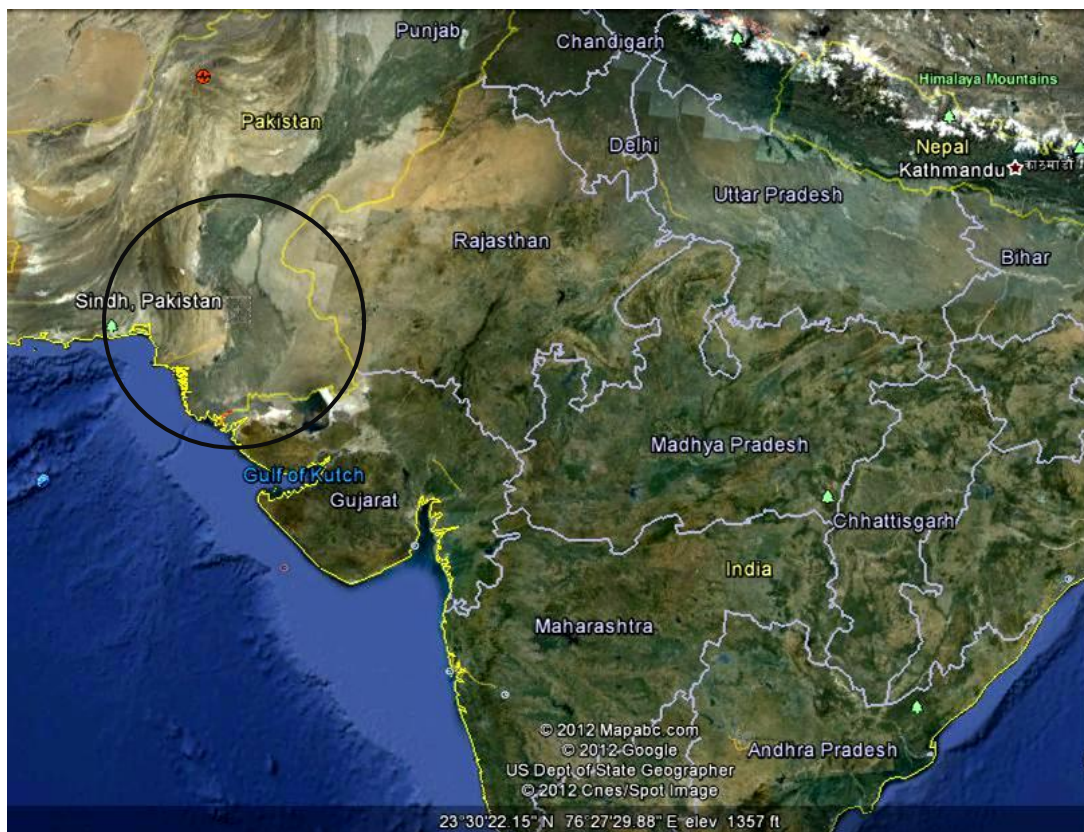 Punjab
Chandigarh
Himalaya Mountains
Pakistan
Delhi
Nepal
Kathmandu
काठमाडौं
Uttar Pradesh
Rajasthan
Bihar
Sindh, Pakistan
Madhya Pradesh
Gulf of Kutch
Gujarat
Chhattisgarh
India
Maharashtra
© 2012 Mapabc.com
© 2012 Google
Andhra Pradesh
US Dept of State Geographer
© 2012 Cnes/Spot Image
23°30'22.15" N 76°27'29.88" E elev 1357 ft